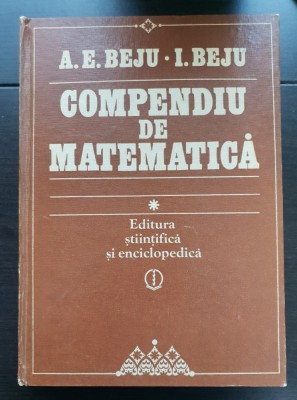 A. E. BEJU · I. BEJU
COMPENDIU
DE
MATEMATICĂ
*
Editura
științifică
și enciclopedică